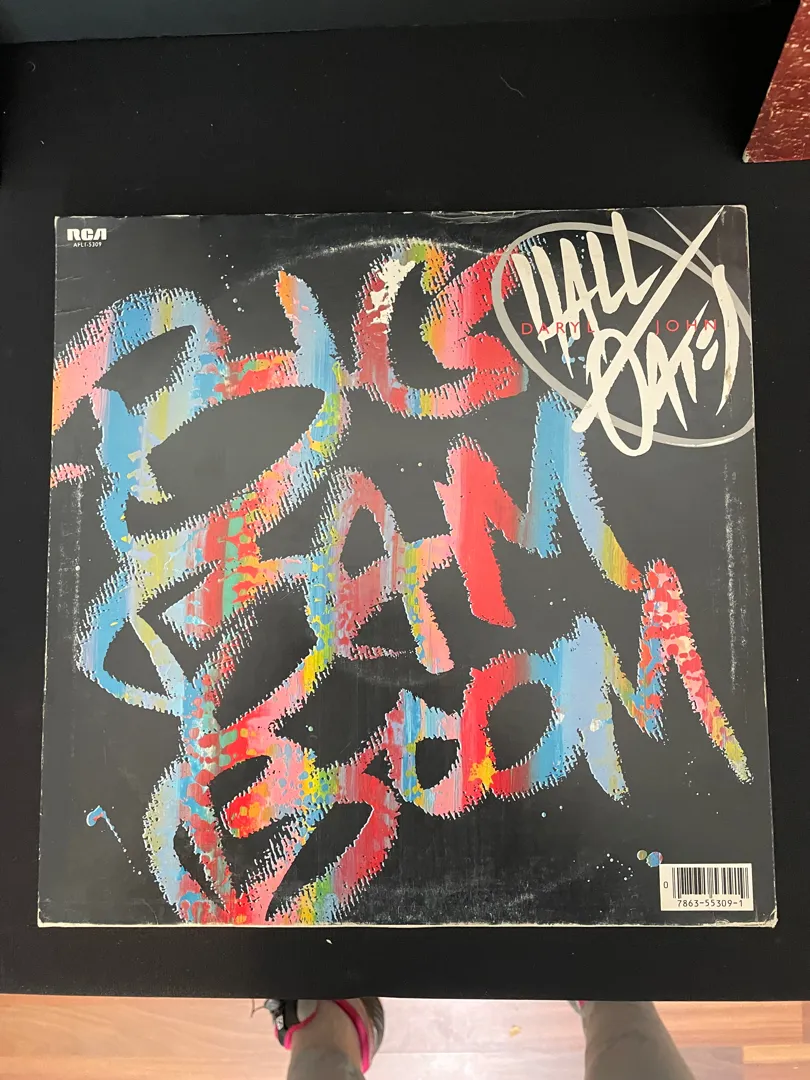 RCA
AFL1-5309
HALL
DARYL JOHN
OATES
BIG
BAM
BOOM
0
7863-55309-1